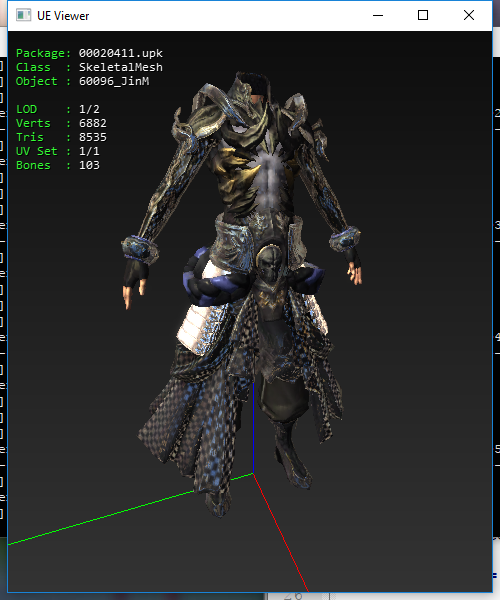 UE Viewer
Package: 00020411.upk
Class : SkeletalMesh
Object : 60096_JinM
LOD : 1/2
Verts : 6882
Tris : 8535
UV Set : 1/1
Bones : 103